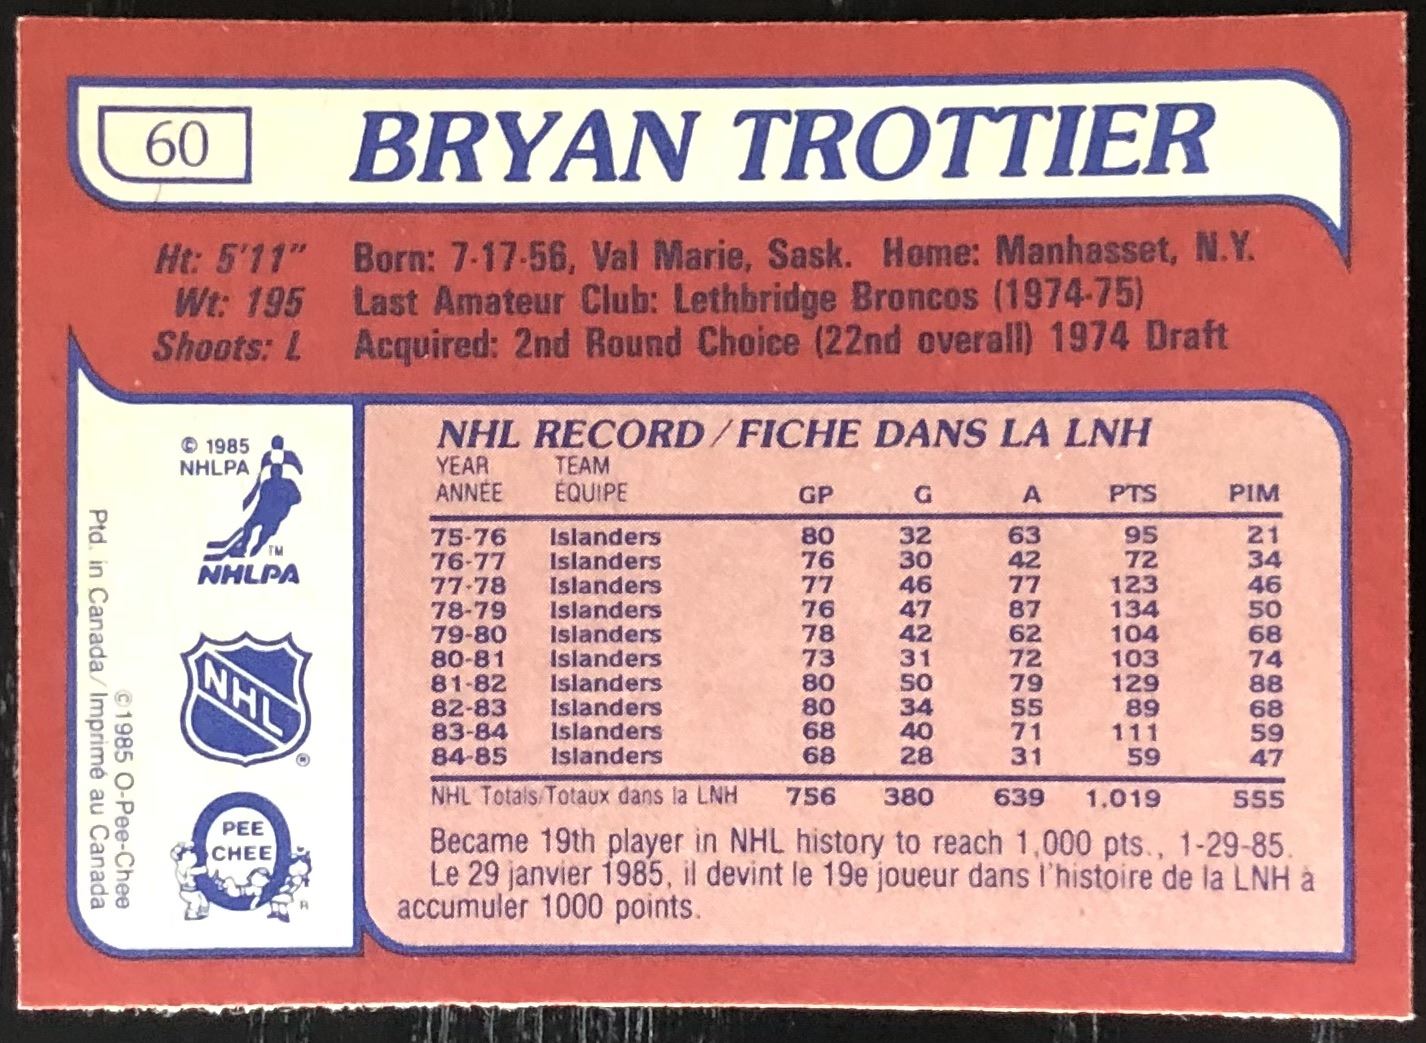 60
BRYAN TROTTIER
Ht: 5'11" Born: 7-17-56, Val Marie, Sask. Home: Manhasset, N.Y.
Wt: 195 Last Amateur Club: Lethbridge Broncos (1974-75)
Shoots: L Acquired: 2nd Round Choice (22nd overall) 1974 Draft
© 1985
NHLPA
TM
NHLPA
NHL
®
PEE
CHEE
R
© 1985 O-Pee-Chee
Ptd. in Canada/Imprimé au Canada
NHL RECORD/FICHE DANS LA LNH
YEAR TEAM
ANNÉE ÉQUIPE GP G A PTS PIM
75-76 Islanders 80 32 63 95 21
76-77 Islanders 76 30 42 72 34
77-78 Islanders 77 46 77 123 46
78-79 Islanders 76 47 87 134 50
79-80 Islanders 78 42 62 104 68
80-81 Islanders 73 31 72 103 74
81-82 Islanders 80 50 79 129 88
82-83 Islanders 80 34 55 89 68
83-84 Islanders 68 40 71 111 59
84-85 Islanders 68 28 31 59 47
NHL Totals/Totaux dans la LNH 756 380 639 1,019 555
Became 19th player in NHL history to reach 1,000 pts., 1-29-85.
Le 29 janvier 1985, il devint le 19e joueur dans l'histoire de la LNH à
accumuler 1000 points.